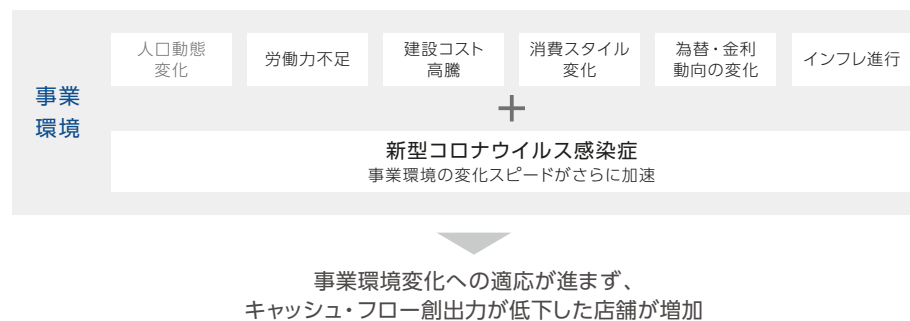 事業
環境
人口動態
変化
労働力不足
建設コスト
高騰
消費スタイル
変化
為替・金利
動向の変化
インフレ進行
+
新型コロナウイルス感染症
事業環境の変化スピードがさらに加速
事業環境変化への適応が進まず、
キャッシュ・フロー創出力が低下した店舗が増加